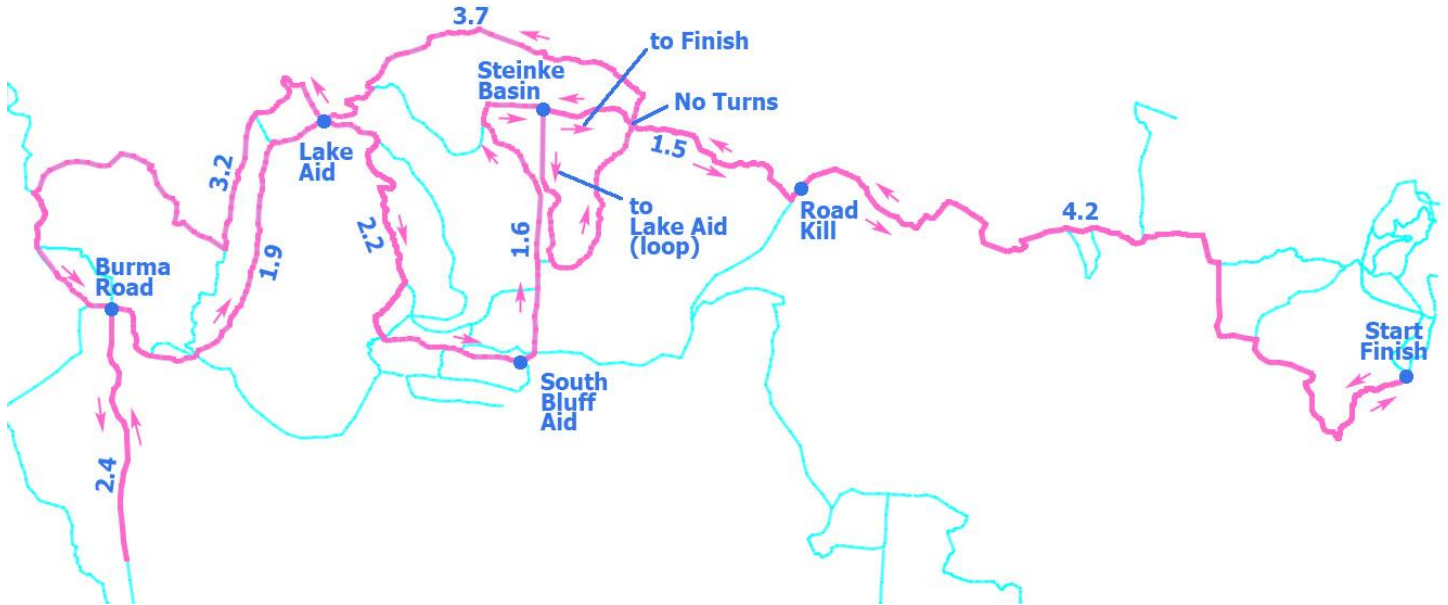 3.7
to Finish
Steinke
Basin
No Turns
1.5
Lake
Aid
3.2
2.2
1.9
1.6
to
Lake Aid
(loop)
Road
Kill
4.2
Burma
Road
Start
Finish
South
Bluff
Aid
2.4